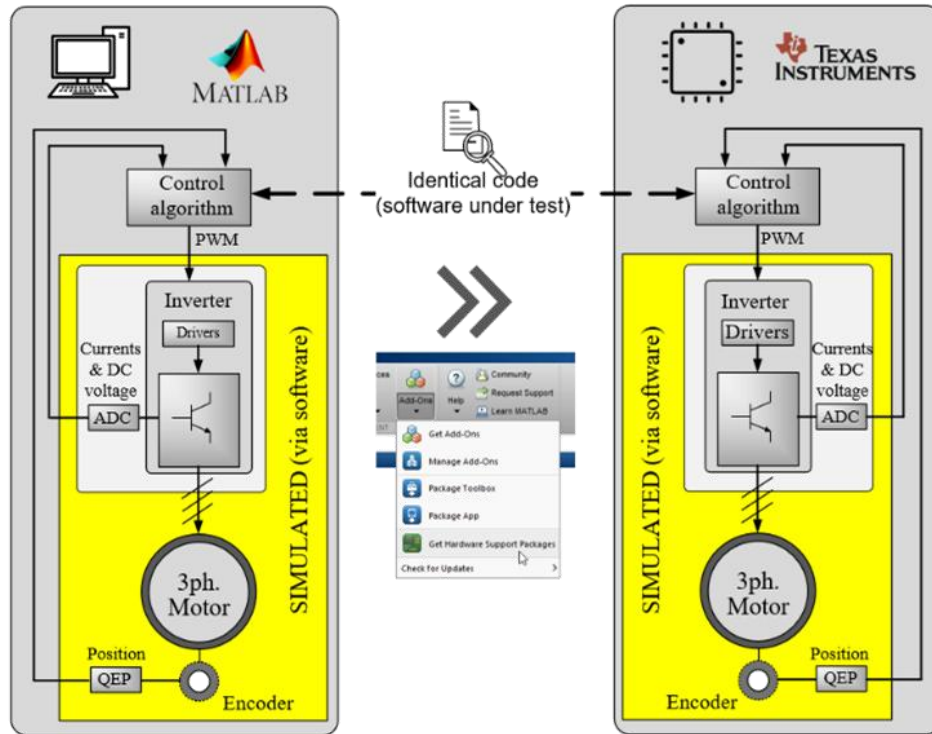 MATLAB
Control
algorithm
PWM
Inverter
Drivers
Currents
& DC
voltage
ADC
SIMULATED (via software)
3ph.
Motor
Position
QEP
Encoder
Identical code
(software under test)
Add-Ons
Help
Community
Request Support
Learn MATLAB
Get Add-Ons
Manage Add-Ons
Package Toolbox
Package App
Get Hardware Support Packages
Check for Updates
TEXAS
INSTRUMENTS
Control
algorithm
PWM
Inverter
Drivers
Currents
& DC
voltage
ADC
SIMULATED (via software)
3ph.
Motor
Position
QEP
Encoder